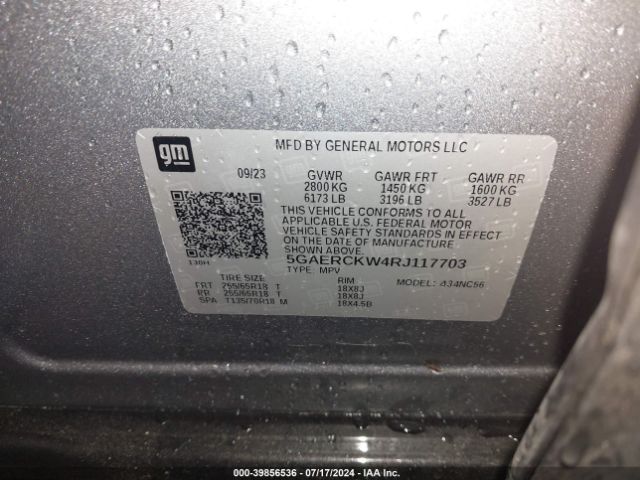 gm
MFD BY GENERAL MOTORS LLC
09/23 GVWR GAWR FRT GAWR RR
2800 KG 1450 KG 1600 KG
6173 LB 3196 LB 3527 LB
THIS VEHICLE CONFORMS TO ALL
APPLICABLE U.S. FEDERAL MOTOR
VEHICLE SAFETY STANDARDS IN EFFECT
ON THE DATE OF MANUFACTURE
SHOWN ABOVE.
138H 5GAERCKW4RJ117703
TYPE: MPV MODEL: 434NC56
TIRE SIZE RIM
FRT 255/65R18 T 18X8J
RR 255/65R18 T 18X8J
SPA T135/70R18 M 18X4.5B
000-39856536 - 07/17/2024 - IAA Inc.